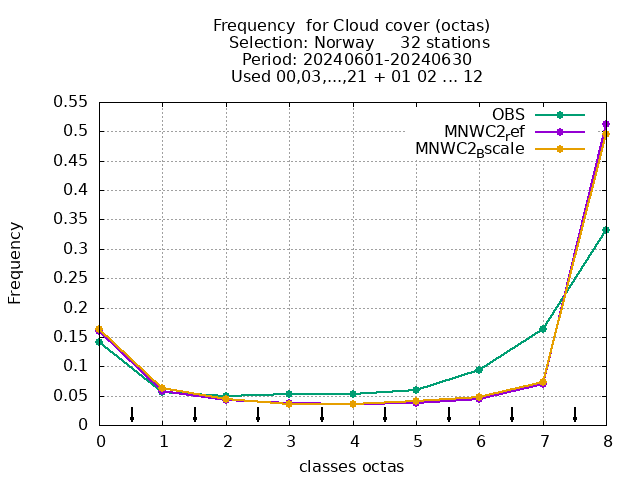 Frequency  for Cloud cover (octas)
Selection: Norway     32 stations
Period: 20240601-20240630
Used 00,03,...,21 + 01 02 ... 12
0.55
0.5
0.45
0.4
0.35
0.3
0.25
0.2
0.15
0.1
0.05
0
Frequency
OBS
MNWC2ref
MNWC2Bscale
0 1 2 3 4 5 6 7 8
classes octas